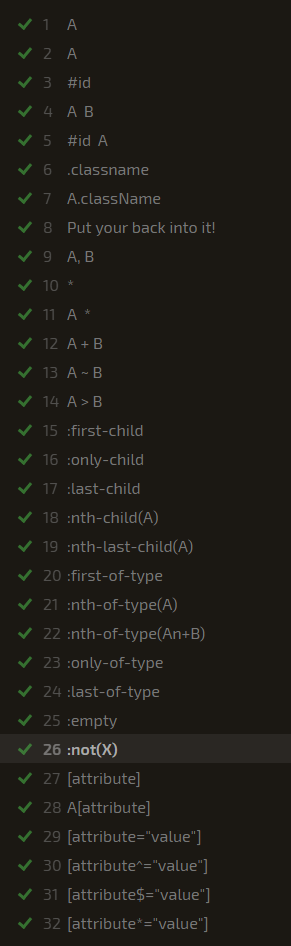 1 A
2 A
3 #id
4 A B
5 #id A
6 .classname
7 A.className
8 Put your back into it!
9 A, B
10 *
11 A *
12 A + B
13 A ~ B
14 A > B
15 :first-child
16 :only-child
17 :last-child
18 :nth-child(A)
19 :nth-last-child(A)
20 :first-of-type
21 :nth-of-type(A)
22 :nth-of-type(An+B)
23 :only-of-type
24 :last-of-type
25 :empty
26 :not(X)
27 [attribute]
28 A[attribute]
29 [attribute="value"]
30 [attribute^="value"]
31 [attribute$="value"]
32 [attribute*="value"]